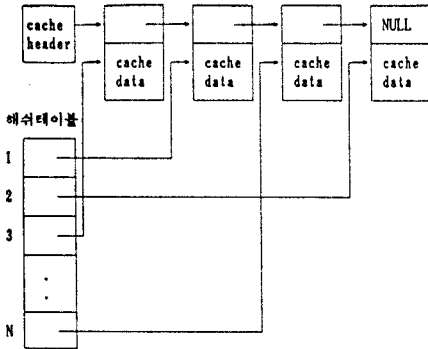 cache
header
NULL
cache
data
cache
data
cache
data
cache
data
해쉬테이블
1
2
3
N